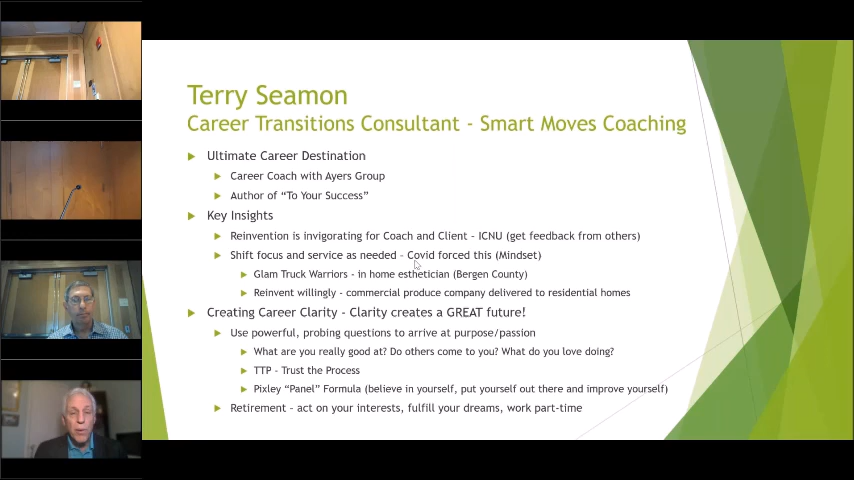 Terry Seamon
Career Transitions Consultant - Smart Moves Coaching
Ultimate Career Destination
Career Coach with Ayers Group
Author of “To Your Success”
Key Insights
Reinvention is invigorating for Coach and Client – ICNU (get feedback from others)
Shift focus and service as needed – Covid forced this (Mindset)
Glam Truck Warriors - in home esthetician (Bergen County)
Reinvent willingly - commercial produce company delivered to residential homes
Creating Career Clarity - Clarity creates a GREAT future!
Use powerful, probing questions to arrive at purpose/passion
What are you really good at? Do others come to you? What do you love doing?
TTP – Trust the Process
Pixley “Panel” Formula (believe in yourself, put yourself out there and improve yourself)
Retirement – act on your interests, fulfill your dreams, work part-time